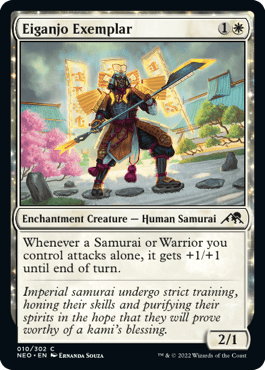 Eiganjo Exemplar 1
Enchantment Creature — Human Samurai
Whenever a Samurai or Warrior you
control attacks alone, it gets +1/+1
until end of turn.
Imperial samurai undergo strict training,
honing their skills and purifying their
spirits in the hope that they will prove
worthy of a kami's blessing.
2/1
010/302 C
NEO • EN Ernanda Souza
™ & © 2022 Wizards of the Coast